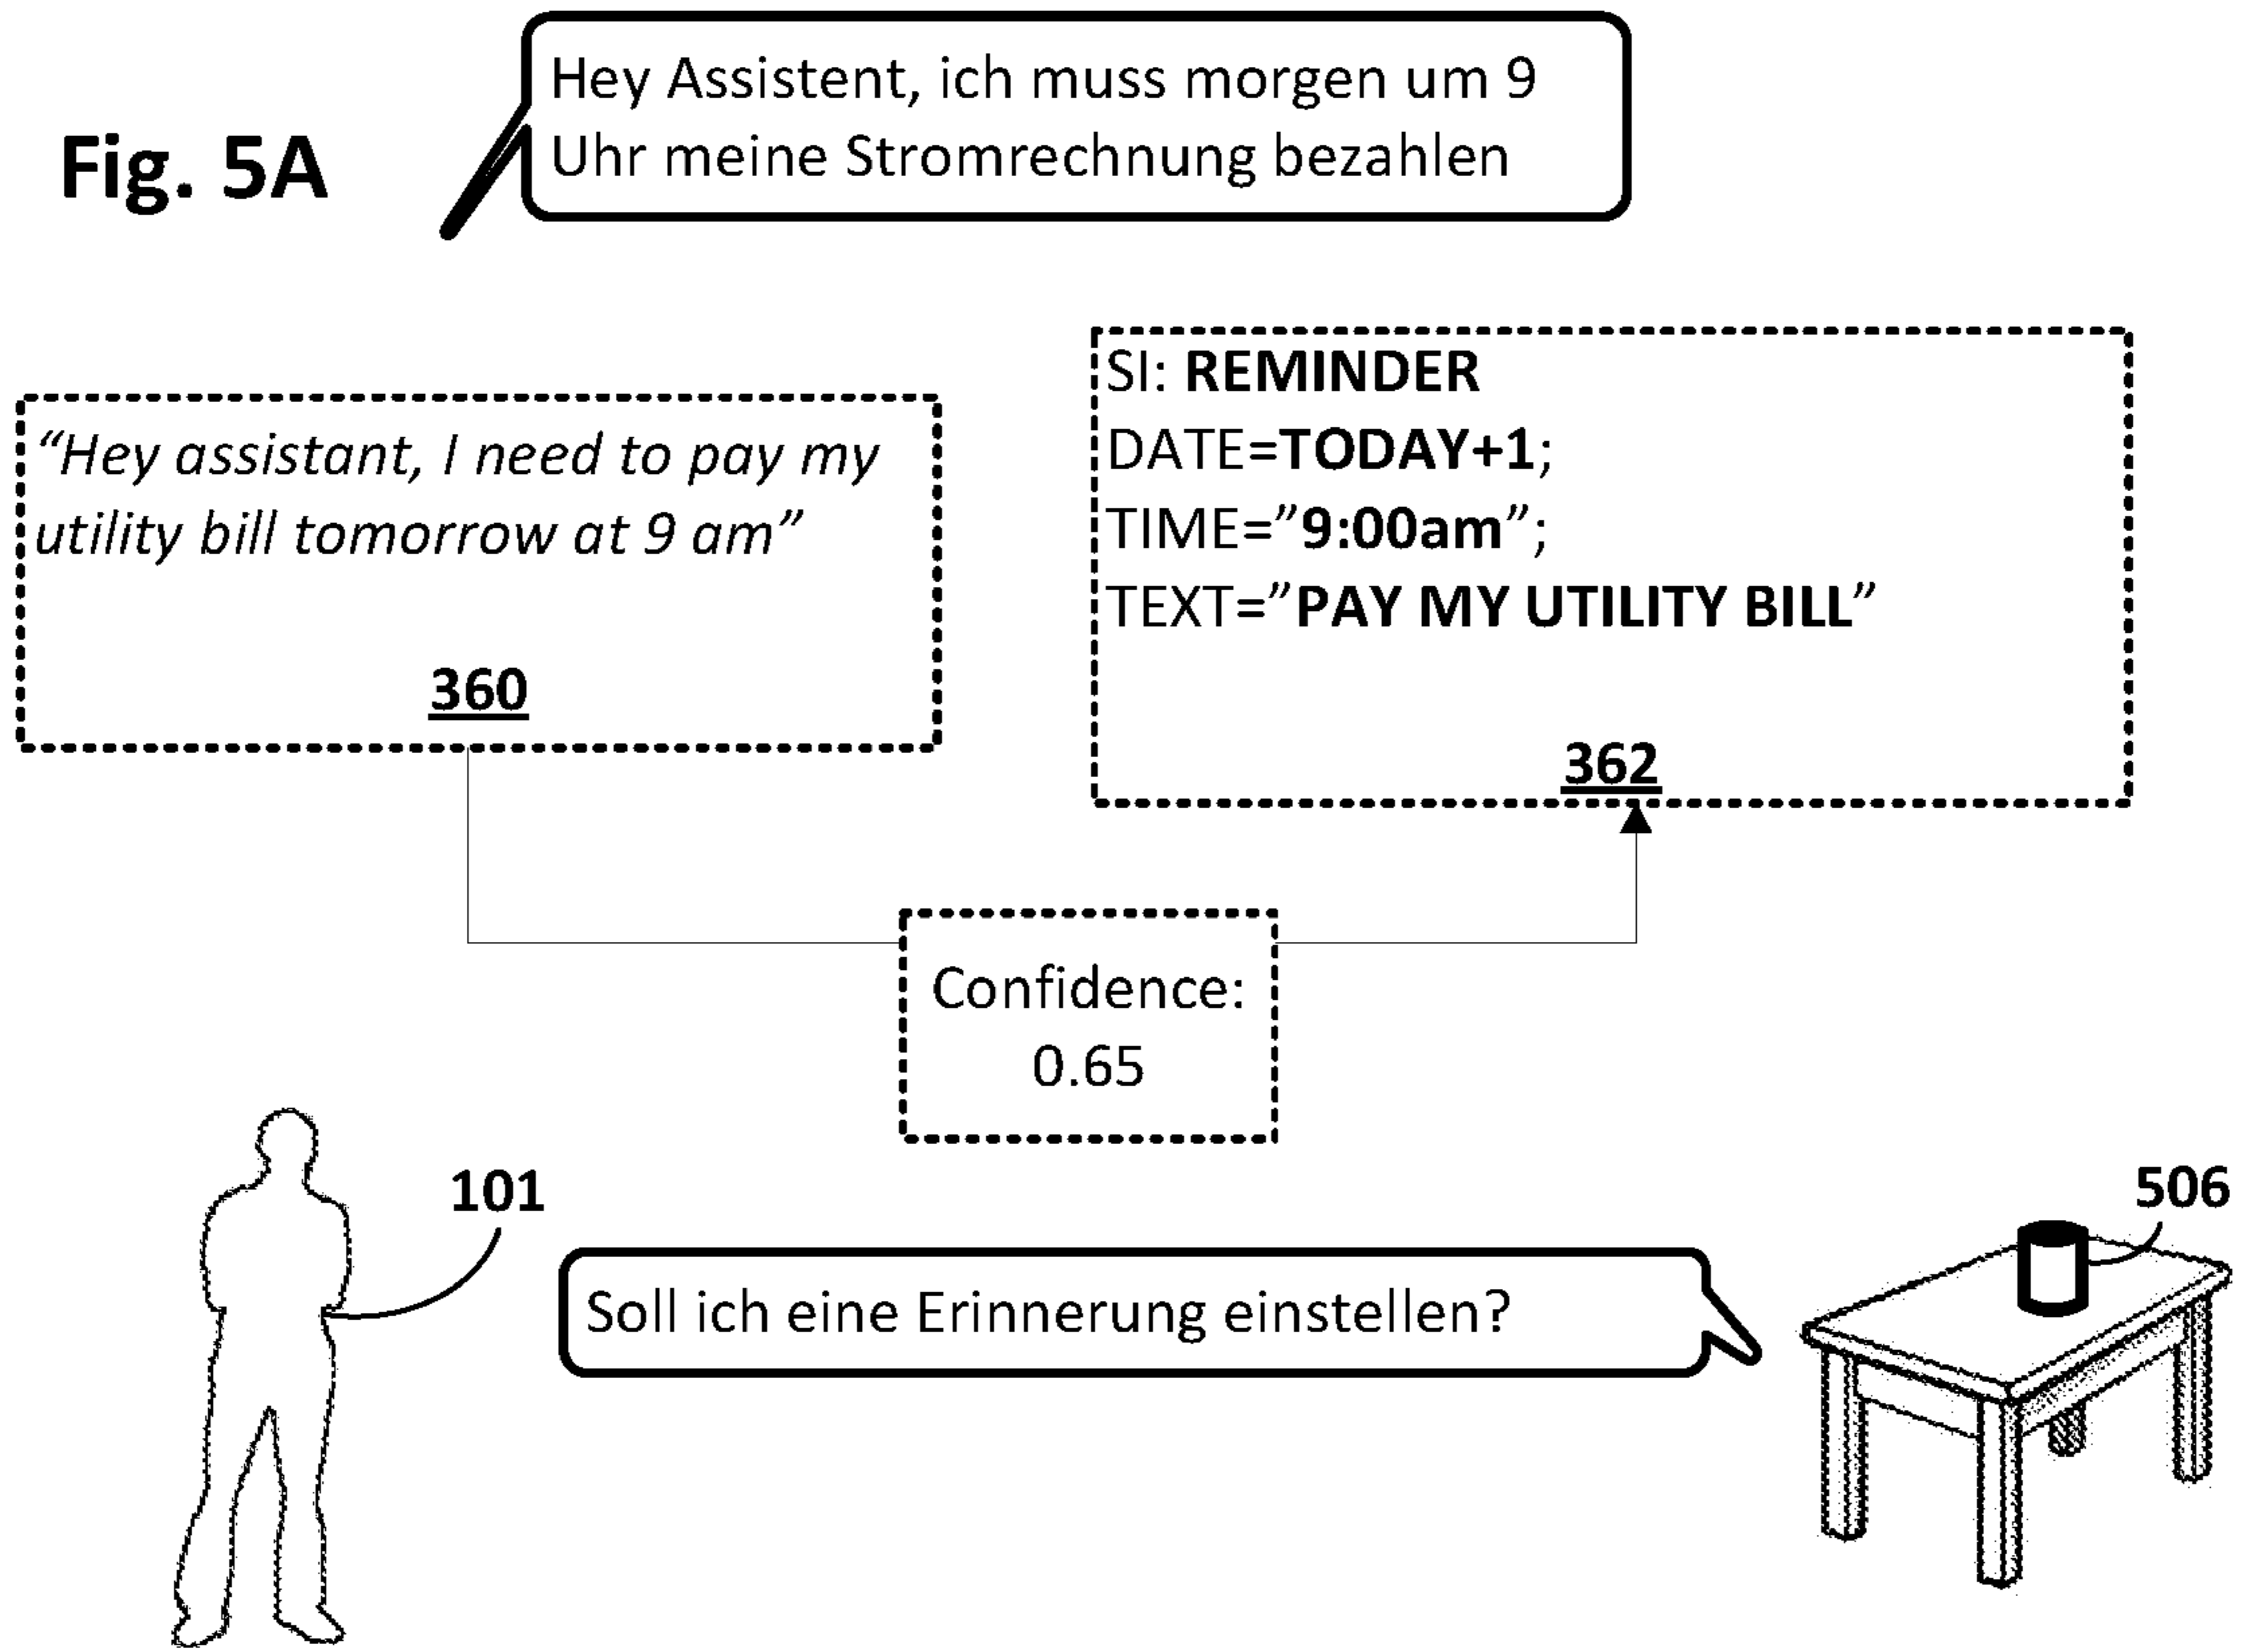 Hey Assistent, ich muss morgen um 9
Uhr meine Stromrechnung bezahlen
Fig. 5A
“Hey assistant, I need to pay my
utility bill tomorrow at 9 am”
360
SI: REMINDER
DATE=TODAY+1;
TIME=”9:00am”;
TEXT=”PAY MY UTILITY BILL”
362
Confidence:
0.65
101
506
Soll ich eine Erinnerung einstellen?